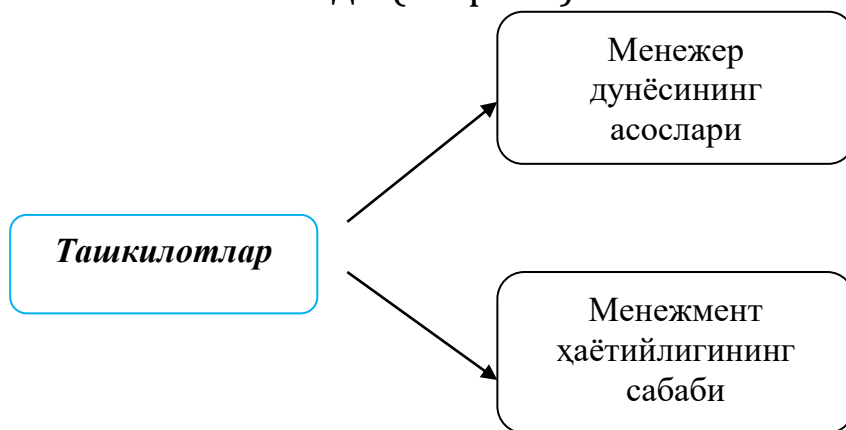 Менежер
дунёсининг
асослари
Ташкилотлар
Менежмент
ҳаётийлигининг
сабаби